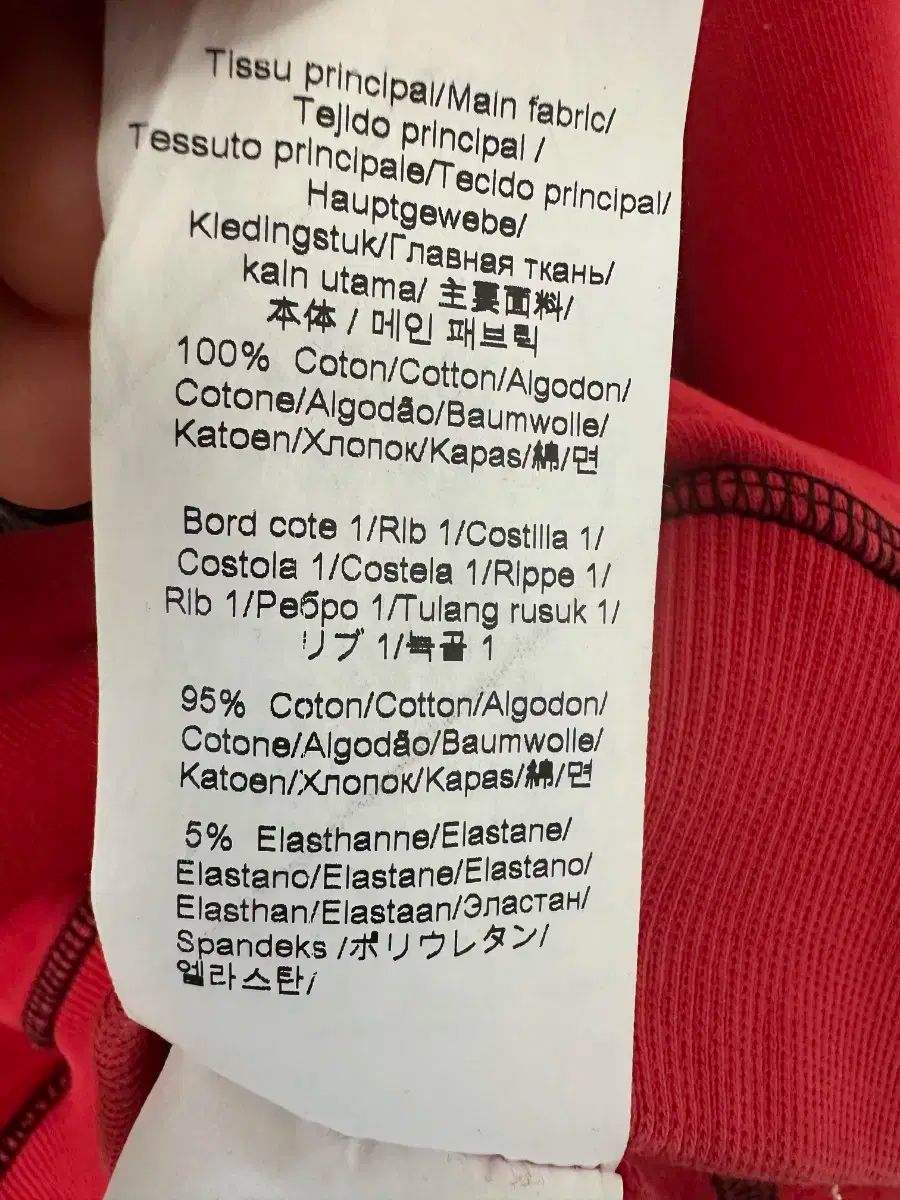 Tissu principal/Main fabric/
Tejido principal /
Tessuto principale/Tecido principal/
Hauptgewebe/
Kledingstuk/Главная ткань/
kain utama/ 主要面料/
本体 / 메인 패브릭
100% Coton/Cotton/Algodon/
Cotone/Algodão/Baumwolle/
Katoen/Хлопок/Kapas/綿/면
Bord cote 1/Rib 1/Costilla 1/
Costola 1/Costela 1/Rippe 1/
Rib 1/Ребро 1/Tulang rusuk 1/
リブ 1/늑골 1
95% Coton/Cotton/Algodon/
Cotone/Algodão/Baumwolle/
Katoen/Хлопок/Kapas/綿/면
5% Elasthanne/Elastane/
Elastano/Elastane/Elastano/
Elasthan/Elastaan/Эластан/
Spandeks /ポリウレタン/
엘라스탄/